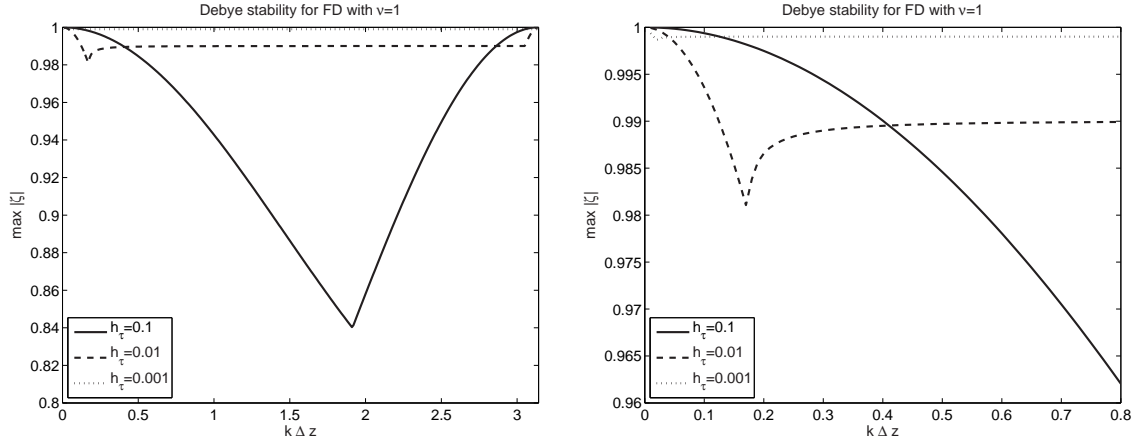 Debye stability for FD with ν=1
max |ζ|
1
0.98
0.96
0.94
0.92
0.9
0.88
0.86
0.84
0.82
0.8
h_τ=0.1
h_τ=0.01
h_τ=0.001
0 0.5 1 1.5 2 2.5 3
k Δ z
Debye stability for FD with ν=1
max |ζ|
1
0.995
0.99
0.985
0.98
0.975
0.97
0.965
0.96
h_τ=0.1
h_τ=0.01
h_τ=0.001
0 0.1 0.2 0.3 0.4 0.5 0.6 0.7 0.8
k Δ z